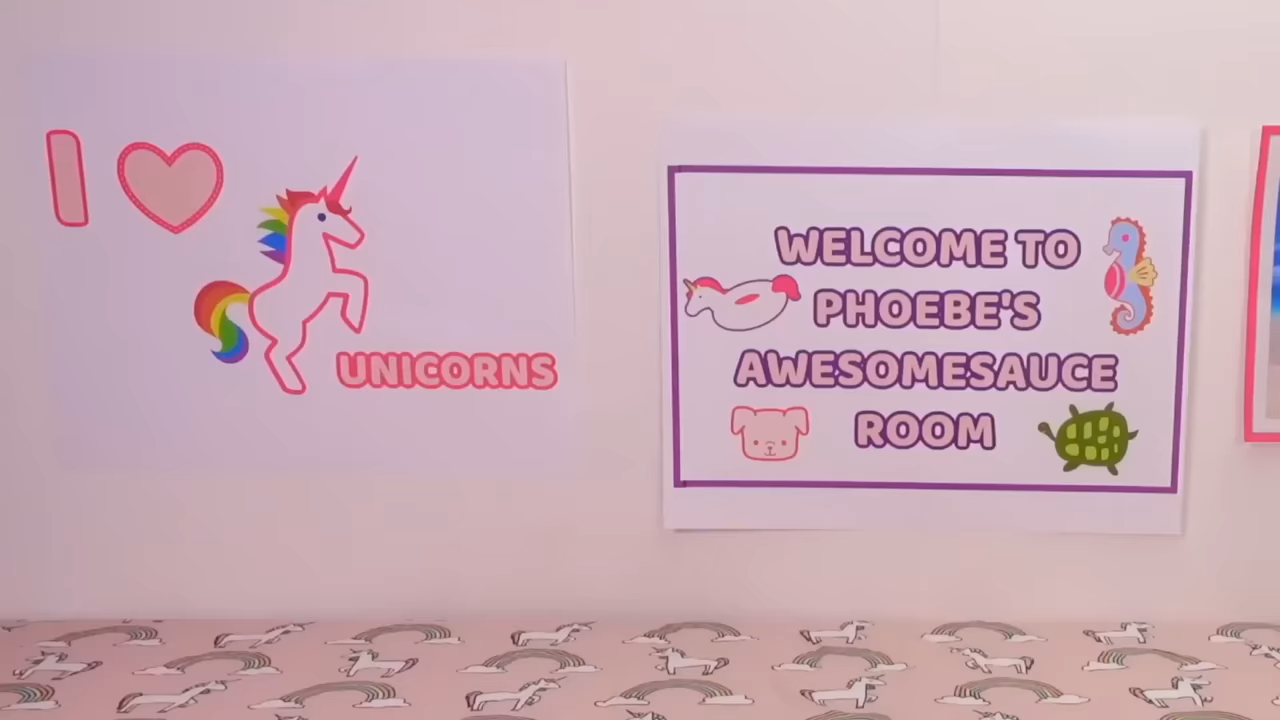 I
UNICORNS
WELCOME TO
PHOEBE'S
AWESOMESAUCE
ROOM